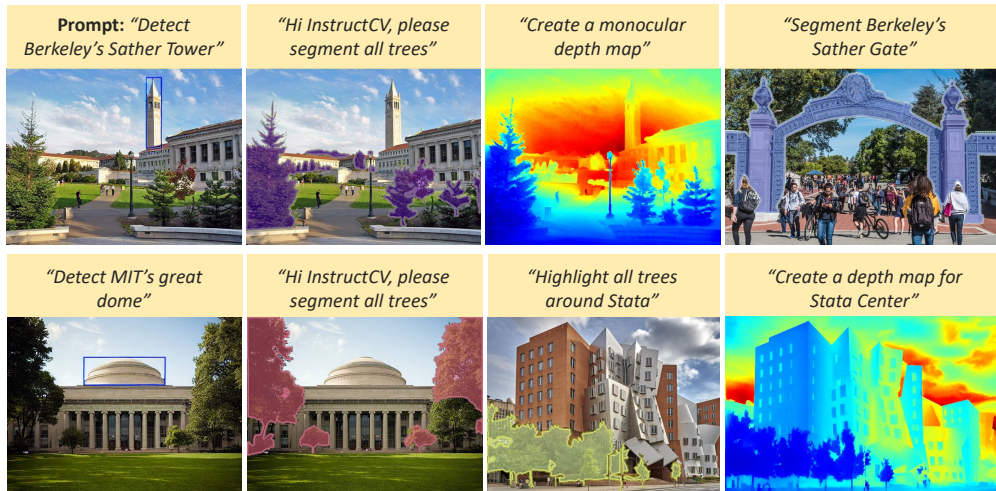 Prompt: “Detect
Berkeley’s Sather Tower”
“Hi InstructCV, please
segment all trees”
“Create a monocular
depth map”
“Segment Berkeley’s
Sather Gate”
“Detect MIT’s great
dome”
“Hi InstructCV, please
segment all trees”
“Highlight all trees
around Stata”
“Create a depth map for
Stata Center”